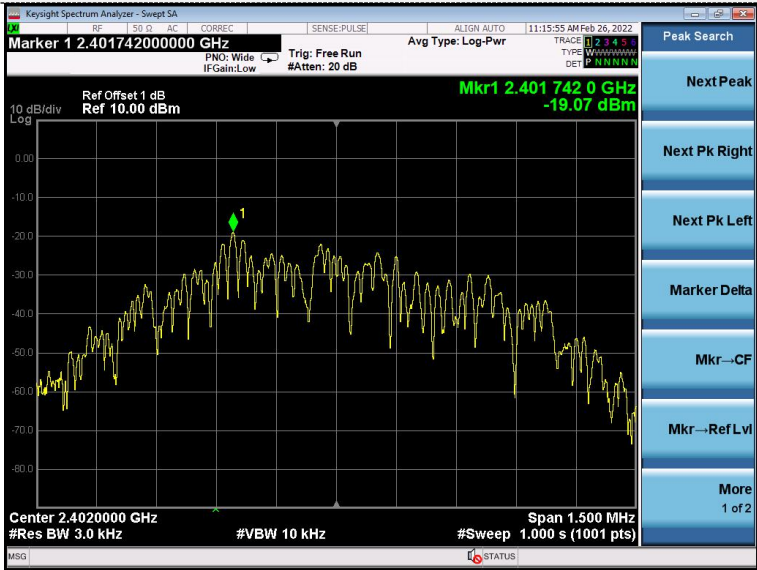 Keysight Spectrum Analyzer - Swept SA
LXI RF 50 Ω AC CORREC SENSE:PULSE ALIGN AUTO 11:15:55 AM Feb 26, 2022
Marker 1 2.401742000000 GHz
PNO: Wide
IFGain:Low
Trig: Free Run
#Atten: 20 dB
Avg Type: Log-Pwr
TRACE 1 2 3 4 5 6
TYPE W
DET P N N N N N
Ref Offset 1 dB
10 dB/div Ref 10.00 dBm
Log
Mkr1 2.401 742 0 GHz
-19.07 dBm
0.00
-10.0
-20.0
-30.0
-40.0
-50.0
-60.0
-70.0
-80.0
1
Center 2.4020000 GHz Span 1.500 MHz
#Res BW 3.0 kHz #VBW 10 kHz #Sweep 1.000 s (1001 pts)
MSG STATUS
Peak Search
Next Peak
Next Pk Right
Next Pk Left
Marker Delta
Mkr→CF
Mkr→Ref Lvl
More
1 of 2